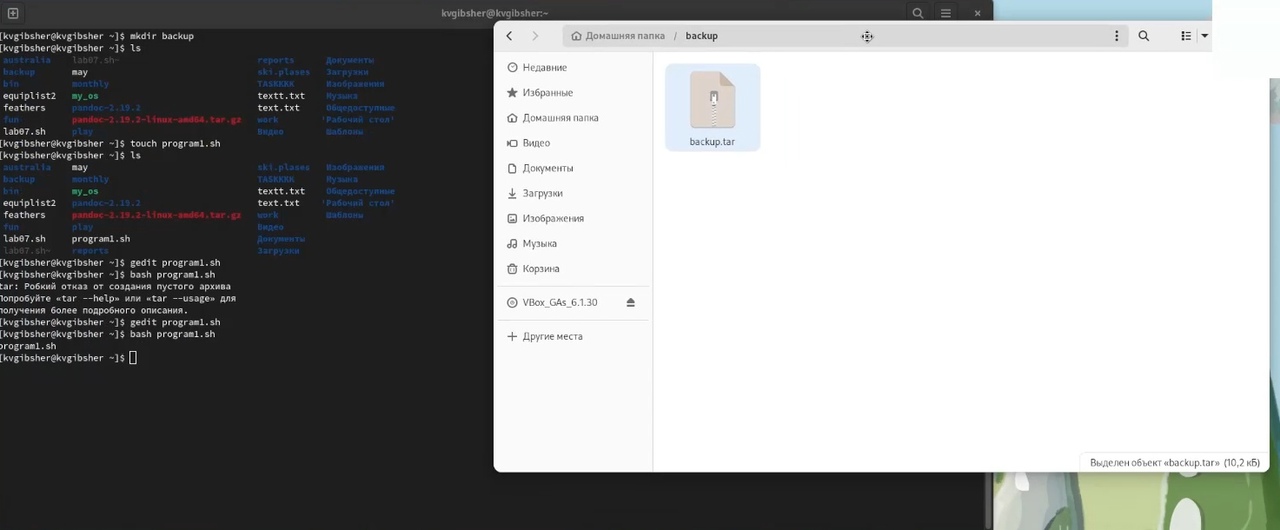 kvgibsher@kvgibsher:~
[kvgibsher@kvgibsher ~]$ mkdir backup
[kvgibsher@kvgibsher ~]$ ls
australia lab07.sh~ reports Документы
backup may ski.plases Загрузки
bin monthly TASKKKK Изображения
equiplist2 my_os textt.txt Музыка
feathers pandoc-2.19.2 text.txt Общедоступные
fun pandoc-2.19.2-linux-amd64.tar.gz work 'Рабочий стол'
lab07.sh play Видео Шаблоны
[kvgibsher@kvgibsher ~]$ touch program1.sh
[kvgibsher@kvgibsher ~]$ ls
australia may ski.plases Изображения
backup monthly TASKKKK Музыка
bin my_os textt.txt Общедоступные
equiplist2 pandoc-2.19.2 text.txt 'Рабочий стол'
feathers pandoc-2.19.2-linux-amd64.tar.gz work Шаблоны
fun play Видео
lab07.sh program1.sh Документы
lab07.sh~ reports Загрузки
[kvgibsher@kvgibsher ~]$ gedit program1.sh
[kvgibsher@kvgibsher ~]$ bash program1.sh
tar: Робкий отказ от создания пустого архива
Попробуйте «tar --help» или «tar --usage» для
получения более подробного описания.
[kvgibsher@kvgibsher ~]$ gedit program1.sh
[kvgibsher@kvgibsher ~]$ bash program1.sh
program1.sh
[kvgibsher@kvgibsher ~]$
Домашняя папка / backup
Недавние
Избранные
Домашняя папка
Видео
Документы
Загрузки
Изображения
Музыка
Корзина
VBox_GAs_6.1.30
+ Другие места
backup.tar
Выделен объект «backup.tar» (10,2 кБ)